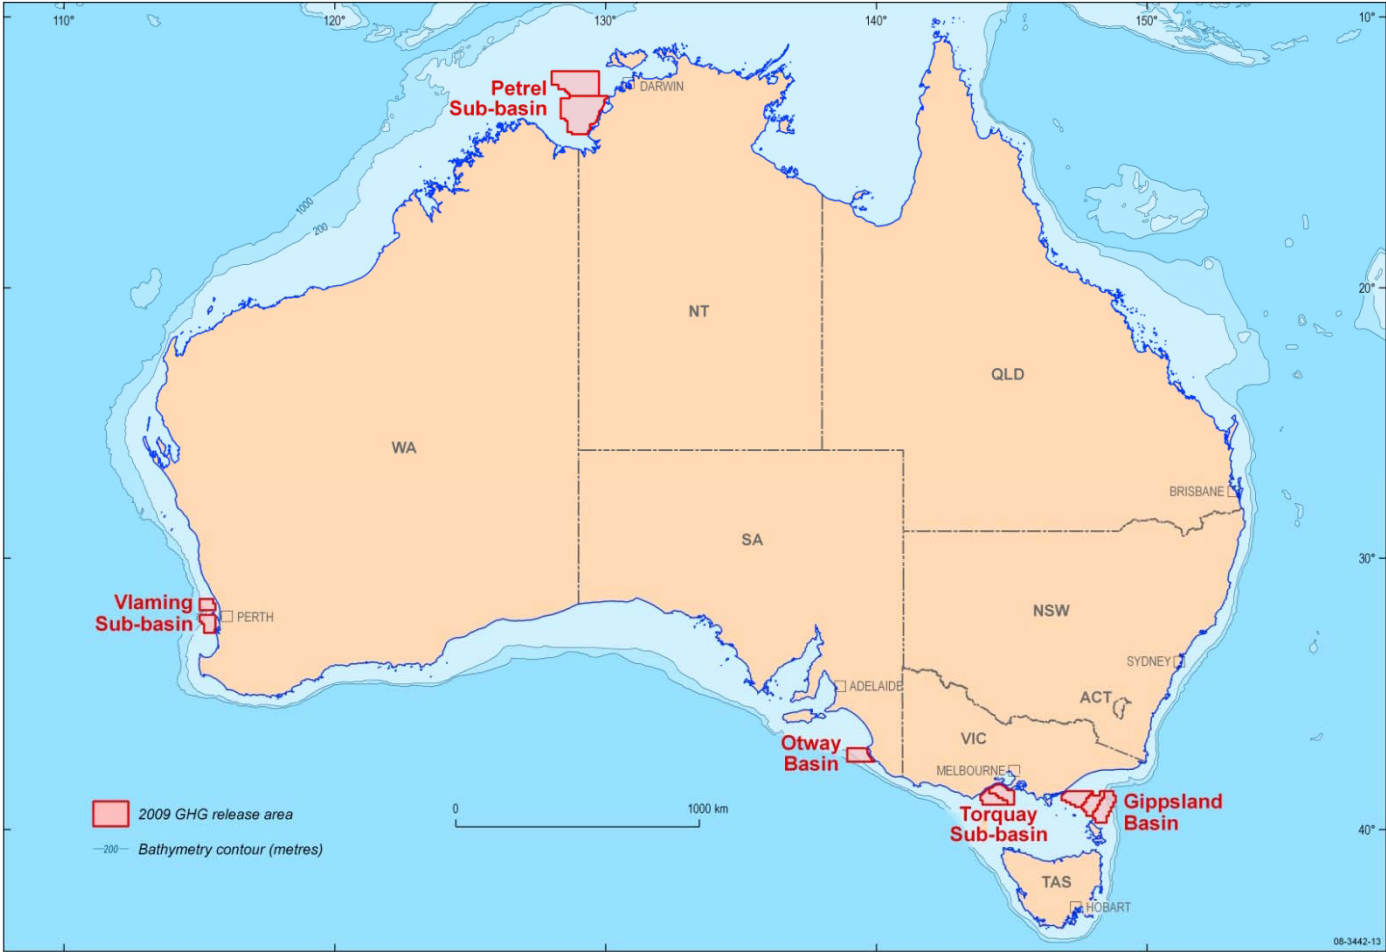 110°
130°
140°
150°
10°
Petrel
Sub-basin
DARWIN
1000
200
20°
NT
QLD
WA
BRISBANE
SA
30°
Vlaming
Sub-basin
PERTH
NSW
SYDNEY
ADELAIDE
ACT
Otway
Basin
VIC
MELBOURNE
Gippsland
Basin
Torquay
Sub-basin
0
1000 km
2009 GHG release area
200
Bathymetry contour (metres)
40°
TAS
HOBART
120°
08-3442-13